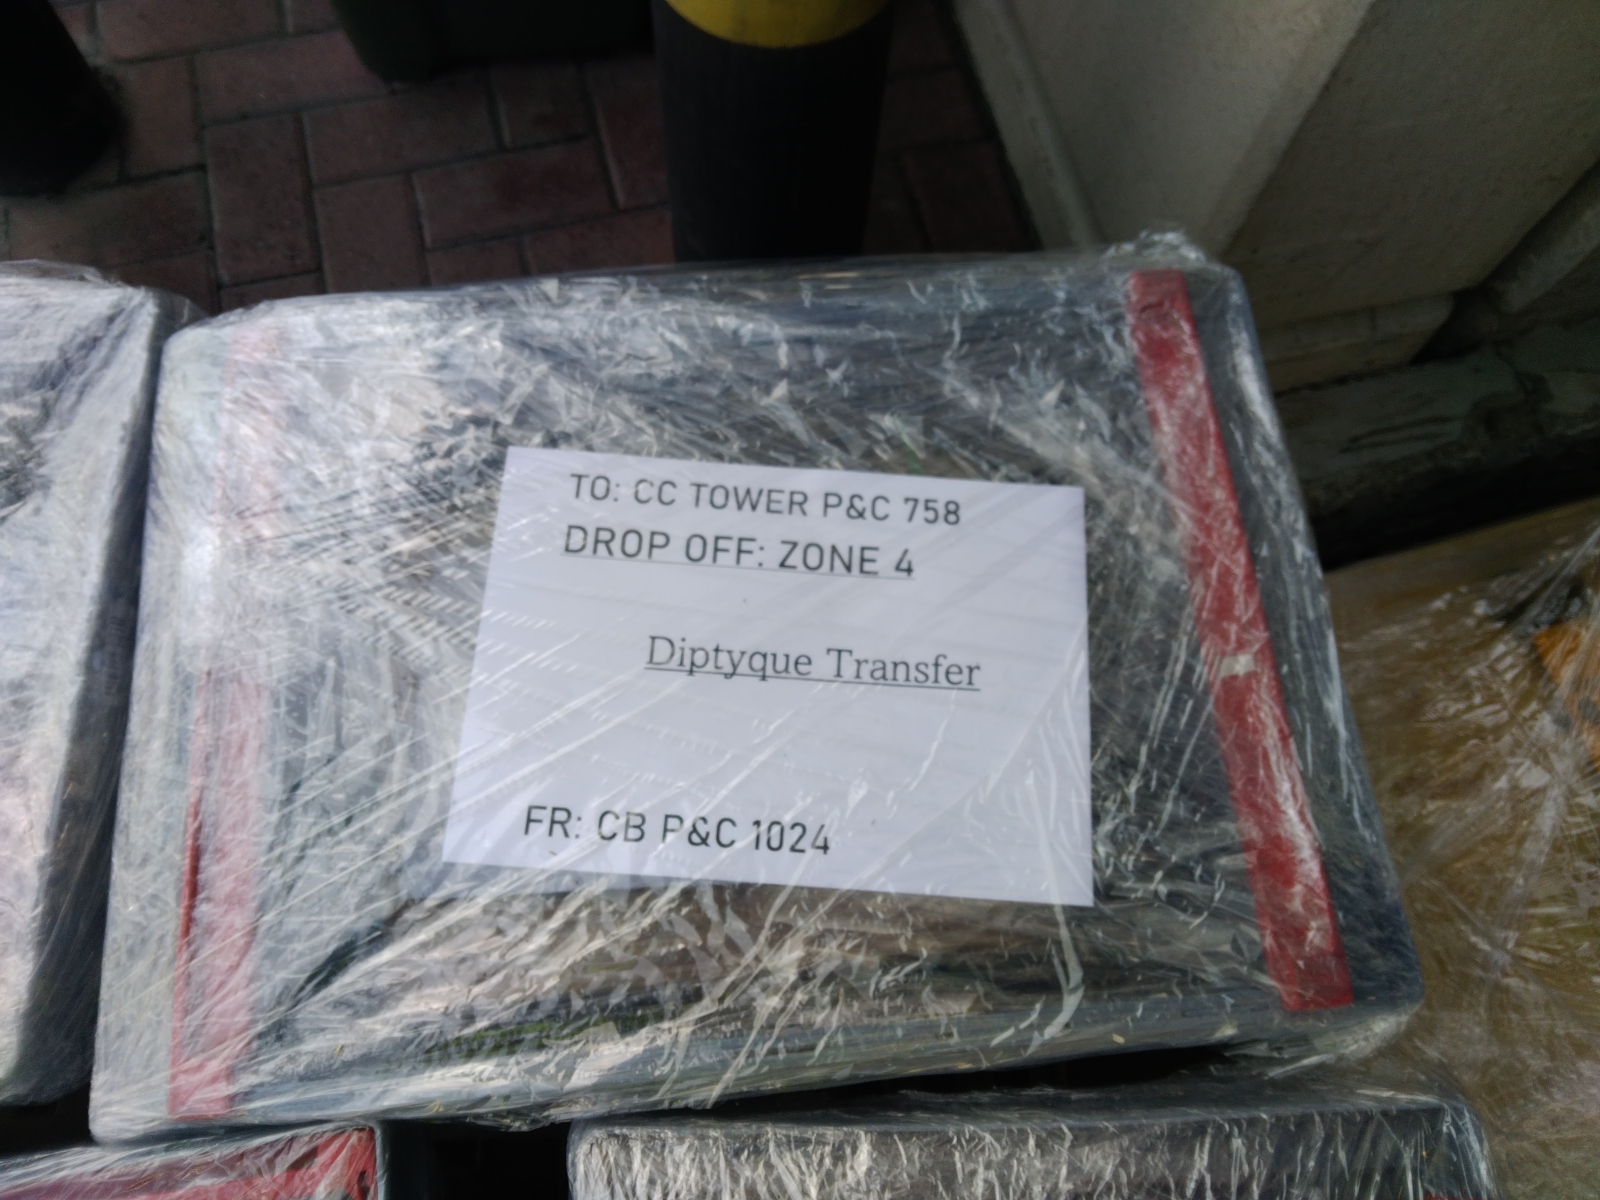 TO: CC TOWER P&C 758
DROP OFF: ZONE 4
Diptyque Transfer
FR: CB P&C 1024